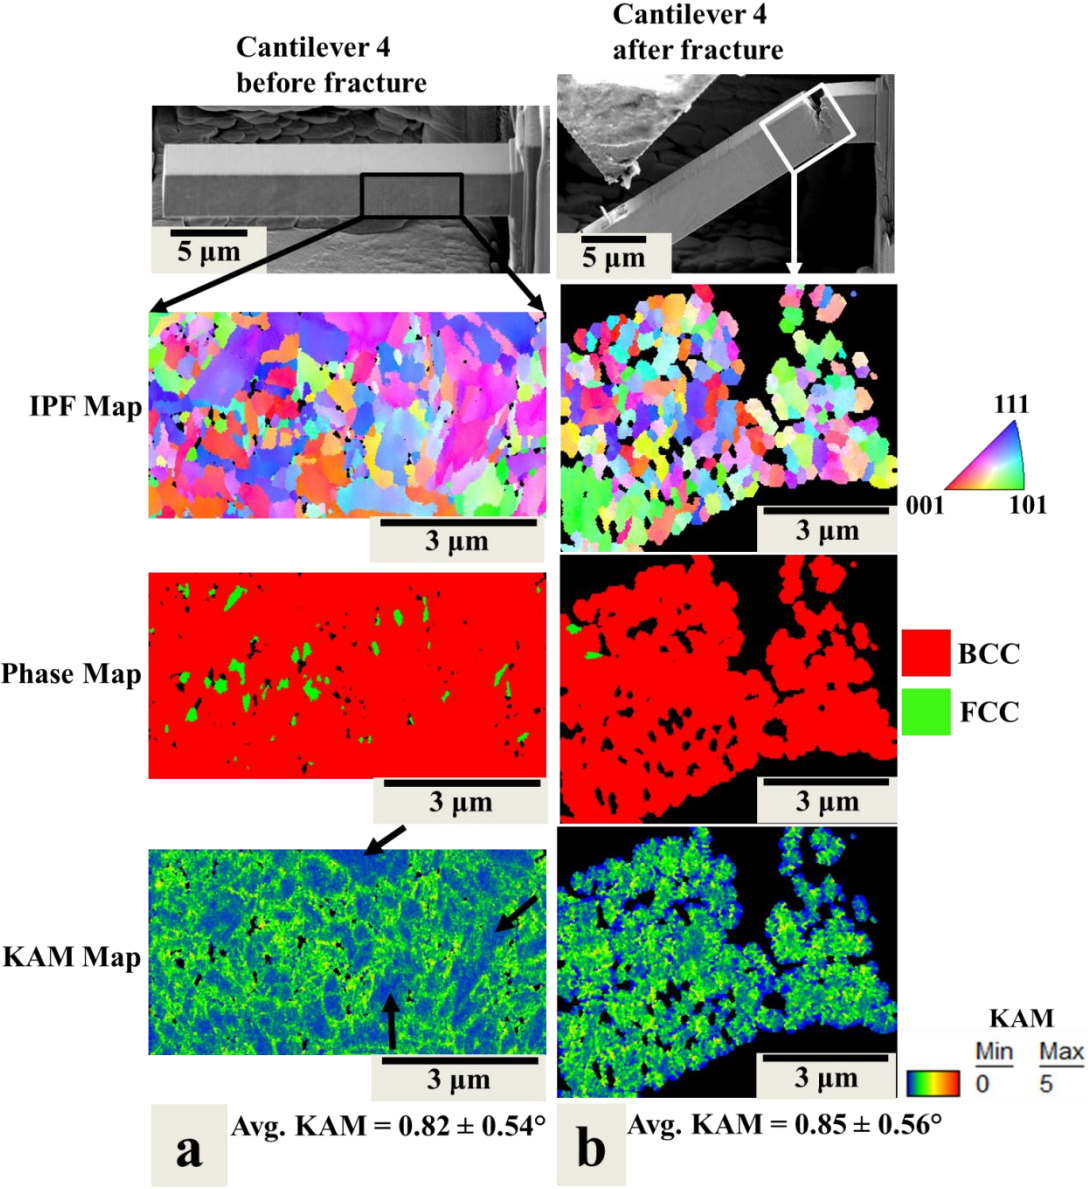 Cantilever 4
before fracture
Cantilever 4
after fracture
5 µm
5 µm
IPF Map
3 µm
3 µm
111
001
101
Phase Map
3 µm
3 µm
BCC
FCC
KAM Map
3 µm
3 µm
KAM
Min
Max
0
5
a
Avg. KAM = 0.82 ± 0.54°
b
Avg. KAM = 0.85 ± 0.56°